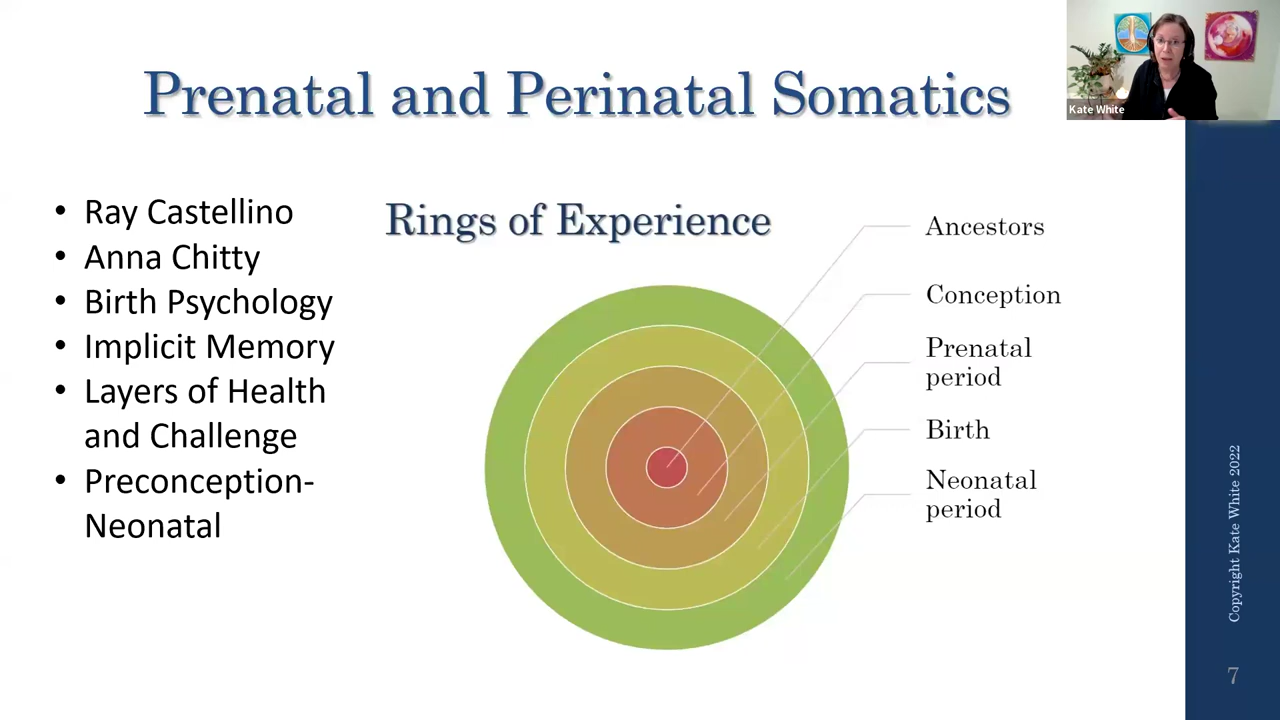 Prenatal and Perinatal Somatics
Kate White
• Ray Castellino
• Anna Chitty
• Birth Psychology
• Implicit Memory
• Layers of Health
and Challenge
• Preconception-
Neonatal
Rings of Experience
Ancestors
Conception
Prenatal
period
Birth
Neonatal
period
Copyright Kate White 2022
7